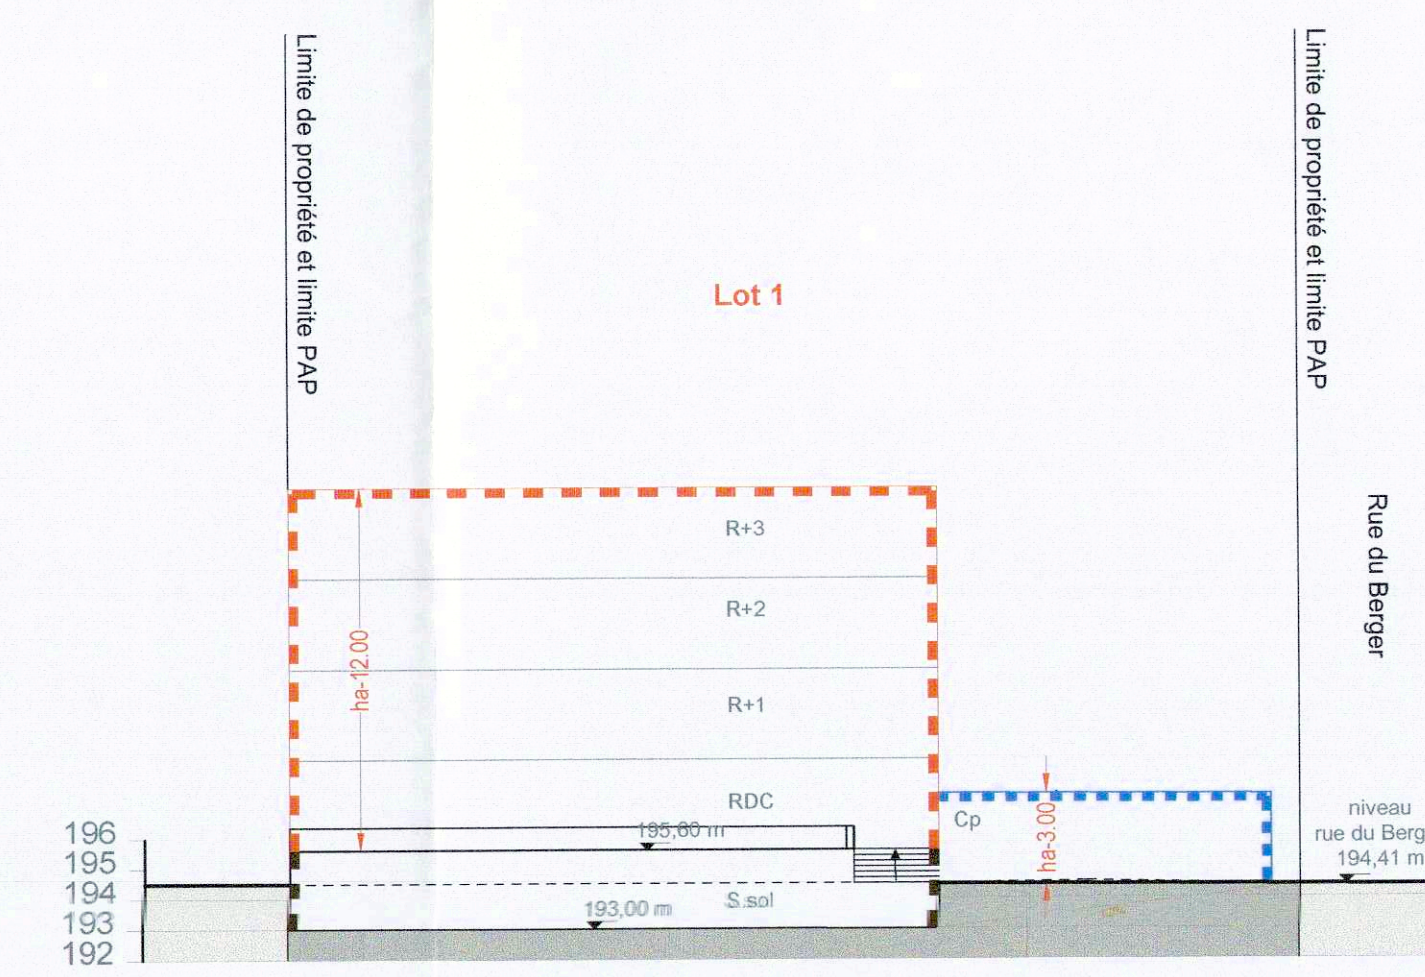 Limite de propriété et limite PAP
Limite de propriété et limite PAP
Lot 1
Rue du Berger
R+3
R+2
ha-12.00
R+1
RDC
195,60 m
Cp
ha-3.00
niveau
rue du Berg
194,41 m
196
195
194
193
192
S.sol
193,00 m